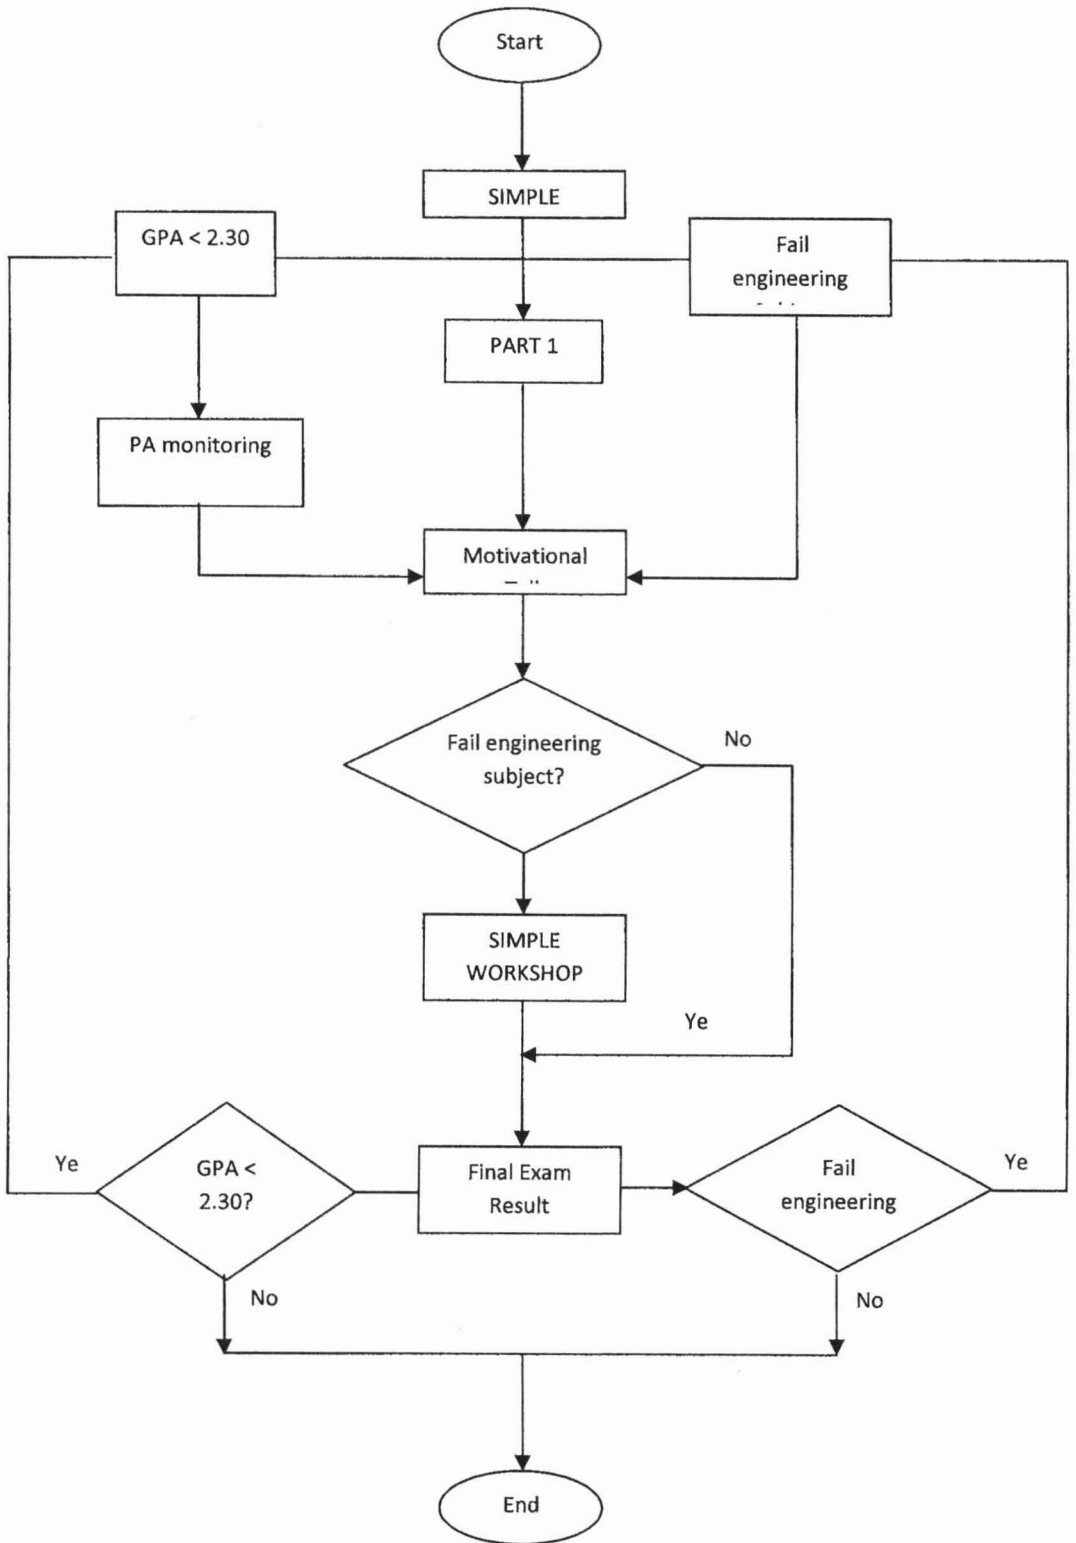 Start
SIMPLE
GPA < 2.30
Fail
engineering
PART 1
PA monitoring
Motivational
Fail engineering
subject?
No
SIMPLE
WORKSHOP
Ye
Ye
GPA <
2.30?
Final Exam
Result
Fail
engineering
Ye
No
No
End